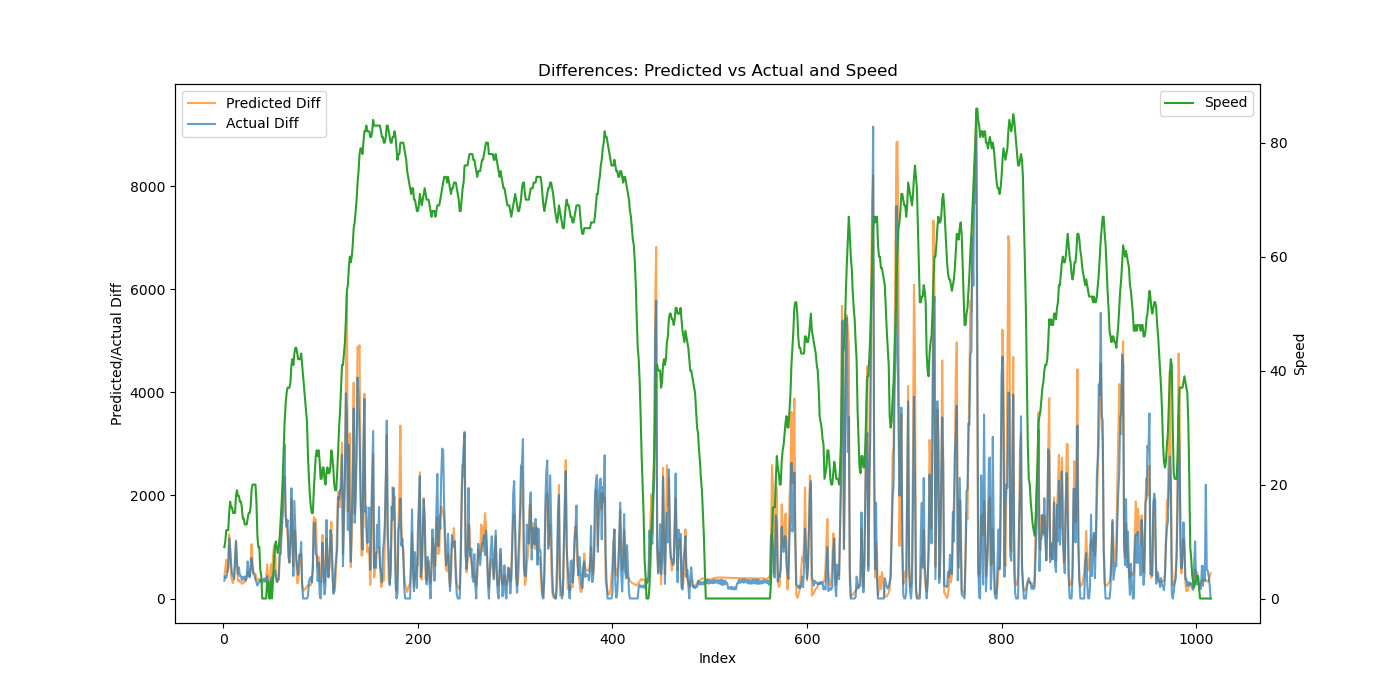 Differences: Predicted vs Actual and Speed
Predicted Diff
Actual Diff
Speed
8000
6000
4000
2000
0
Predicted/Actual Diff
80
60
40
20
0
Speed
0
200
400
600
800
1000
Index